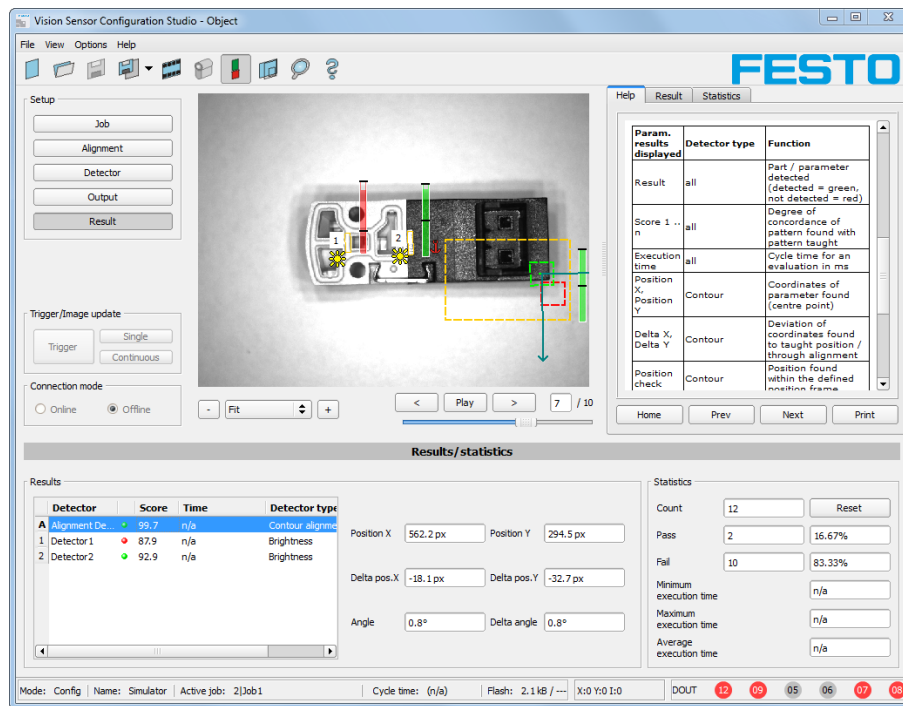 Vision Sensor Configuration Studio - Object
File View Options Help
FESTO
Setup
Job
Alignment
Detector
Output
Result
Trigger/Image update
Trigger
Single
Continuous
Connection mode
Online Offline
1 2
- Fit +
< Play > 7 / 10
Help Result Statistics
Param. results displayed Detector type Function
Result all Part / parameter detected (detected = green, not detected = red)
Score 1 .. n all Degree of concordance of pattern found with pattern taught
Execution time all Cycle time for an evaluation in ms
Position X, Position Y Contour Coordinates of parameter found (centre point)
Delta X, Delta Y Contour Deviation of coordinates found to taught position / through alignment
Position check Contour Position found within the defined position frame
Home Prev Next Print
Results/statistics
Results
Detector Score Time Detector type
A Alignment De... 99.7 n/a Contour alignme
1 Detector1 87.9 n/a Brightness
2 Detector2 92.9 n/a Brightness
Position X 562.2 px Position Y 294.5 px
Delta pos.X -18.1 px Delta pos.Y -32.7 px
Angle 0.8° Delta angle 0.8°
Statistics
Count 12 Reset
Pass 2 16.67%
Fail 10 83.33%
Minimum execution time n/a
Maximum execution time n/a
Average execution time n/a
Mode: Config Name: Simulator Active job: 2|Job1 Cycle time: (n/a) Flash: 2.1 kB / --- X:0 Y:0 I:0 DOUT 12 09 05 06 07 08